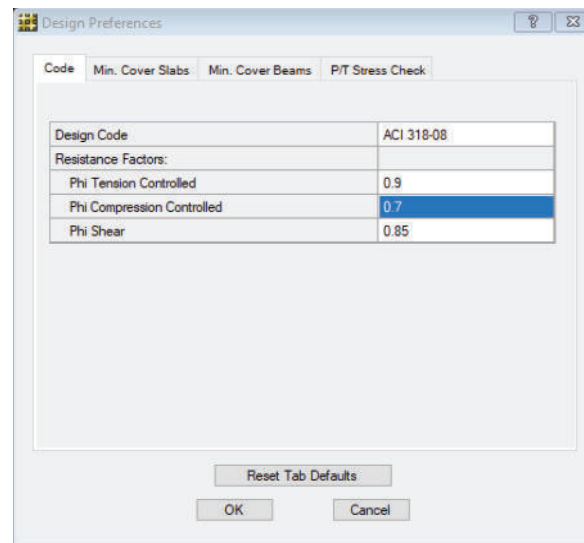 Design Preferences
Code Min. Cover Slabs Min. Cover Beams P/T Stress Check
Design Code ACI 318-08
Resistance Factors:
Phi Tension Controlled 0.9
Phi Compression Controlled 0.7
Phi Shear 0.85
Reset Tab Defaults
OK Cancel